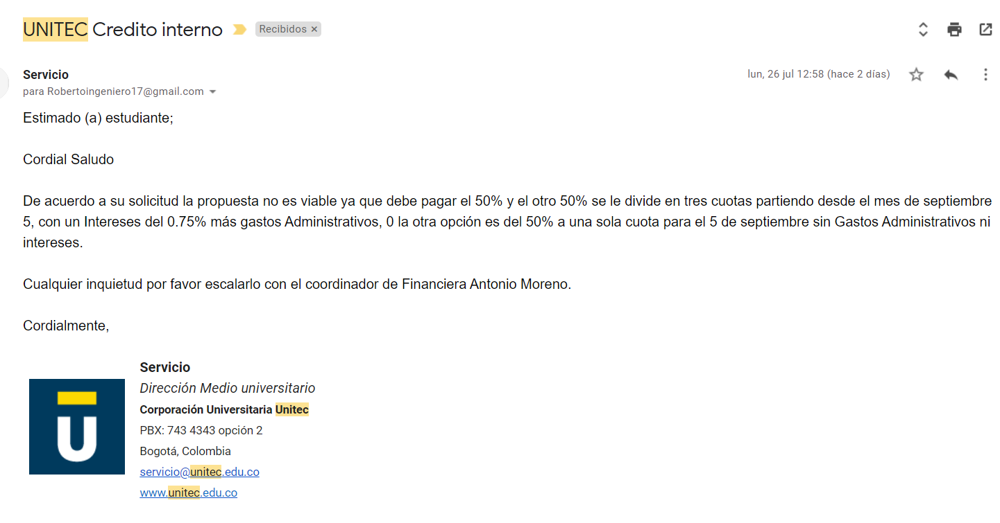 UNITEC Credito interno
Recibidos ×
Servicio
lun, 26 jul 12:58 (hace 2 días)
para Robertoingeniero17@gmail.com
Estimado (a) estudiante;
Cordial Saludo
De acuerdo a su solicitud la propuesta no es viable ya que debe pagar el 50% y el otro 50% se le divide en tres cuotas partiendo desde el mes de septiembre
5, con un Intereses del 0.75% más gastos Administrativos, 0 la otra opción es del 50% a una sola cuota para el 5 de septiembre sin Gastos Administrativos ni
intereses.
Cualquier inquietud por favor escalarlo con el coordinador de Financiera Antonio Moreno.
Cordialmente,
Servicio
Dirección Medio universitario
Corporación Universitaria Unitec
PBX: 743 4343 opción 2
Bogotá, Colombia
servicio@unitec.edu.co
www.unitec.edu.co